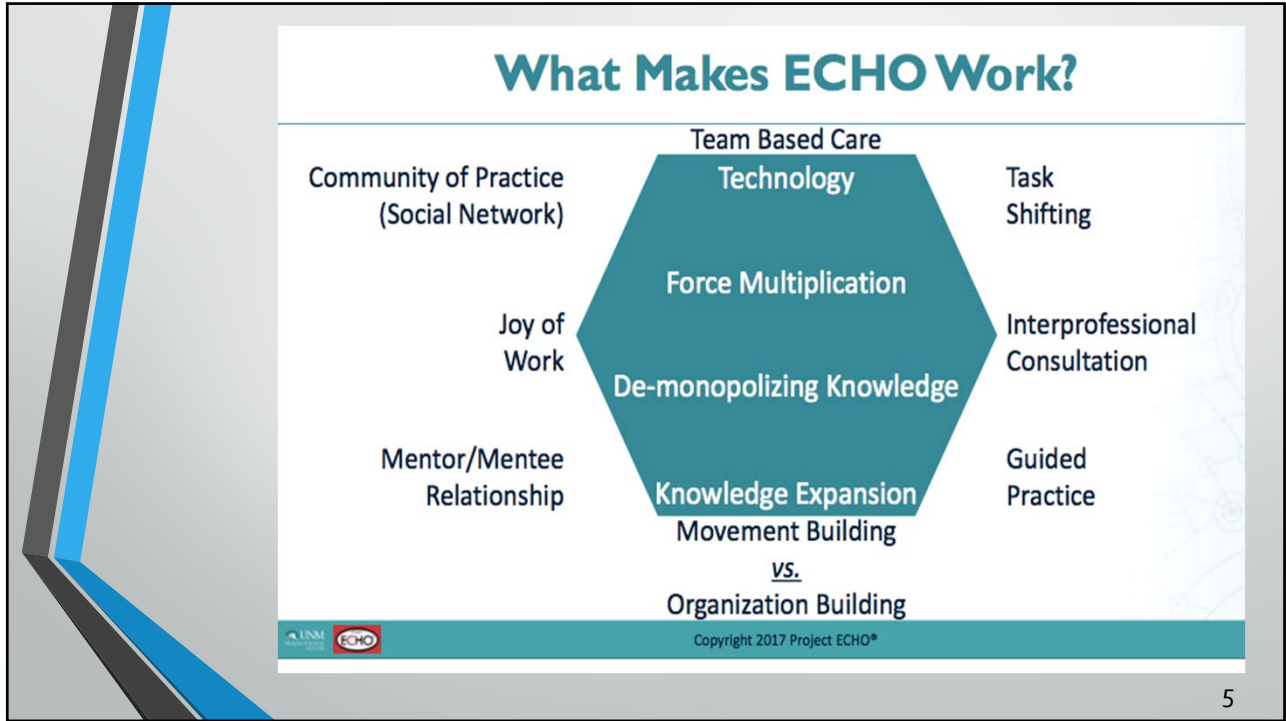 What Makes ECHO Work?
Team Based Care
Community of Practice
(Social Network)
Technology
Task
Shifting
Force Multiplication
Joy of
Work
Interprofessional
Consultation
De-monopolizing Knowledge
Mentor/Mentee
Relationship
Guided
Practice
Knowledge Expansion
Movement Building
vs.
Organization Building
UNM
ECHO
Copyright 2017 Project ECHO®
5